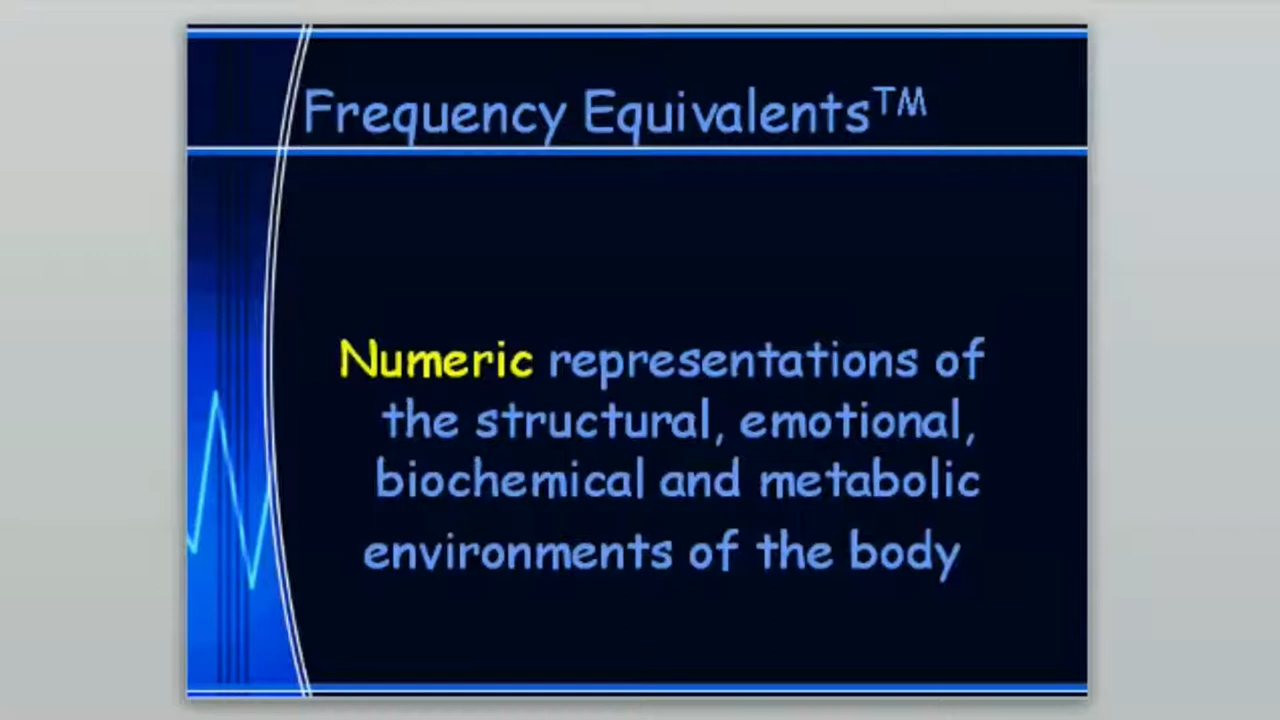 Frequency Equivalents™
Numeric representations of
the structural, emotional,
biochemical and metabolic
environments of the body